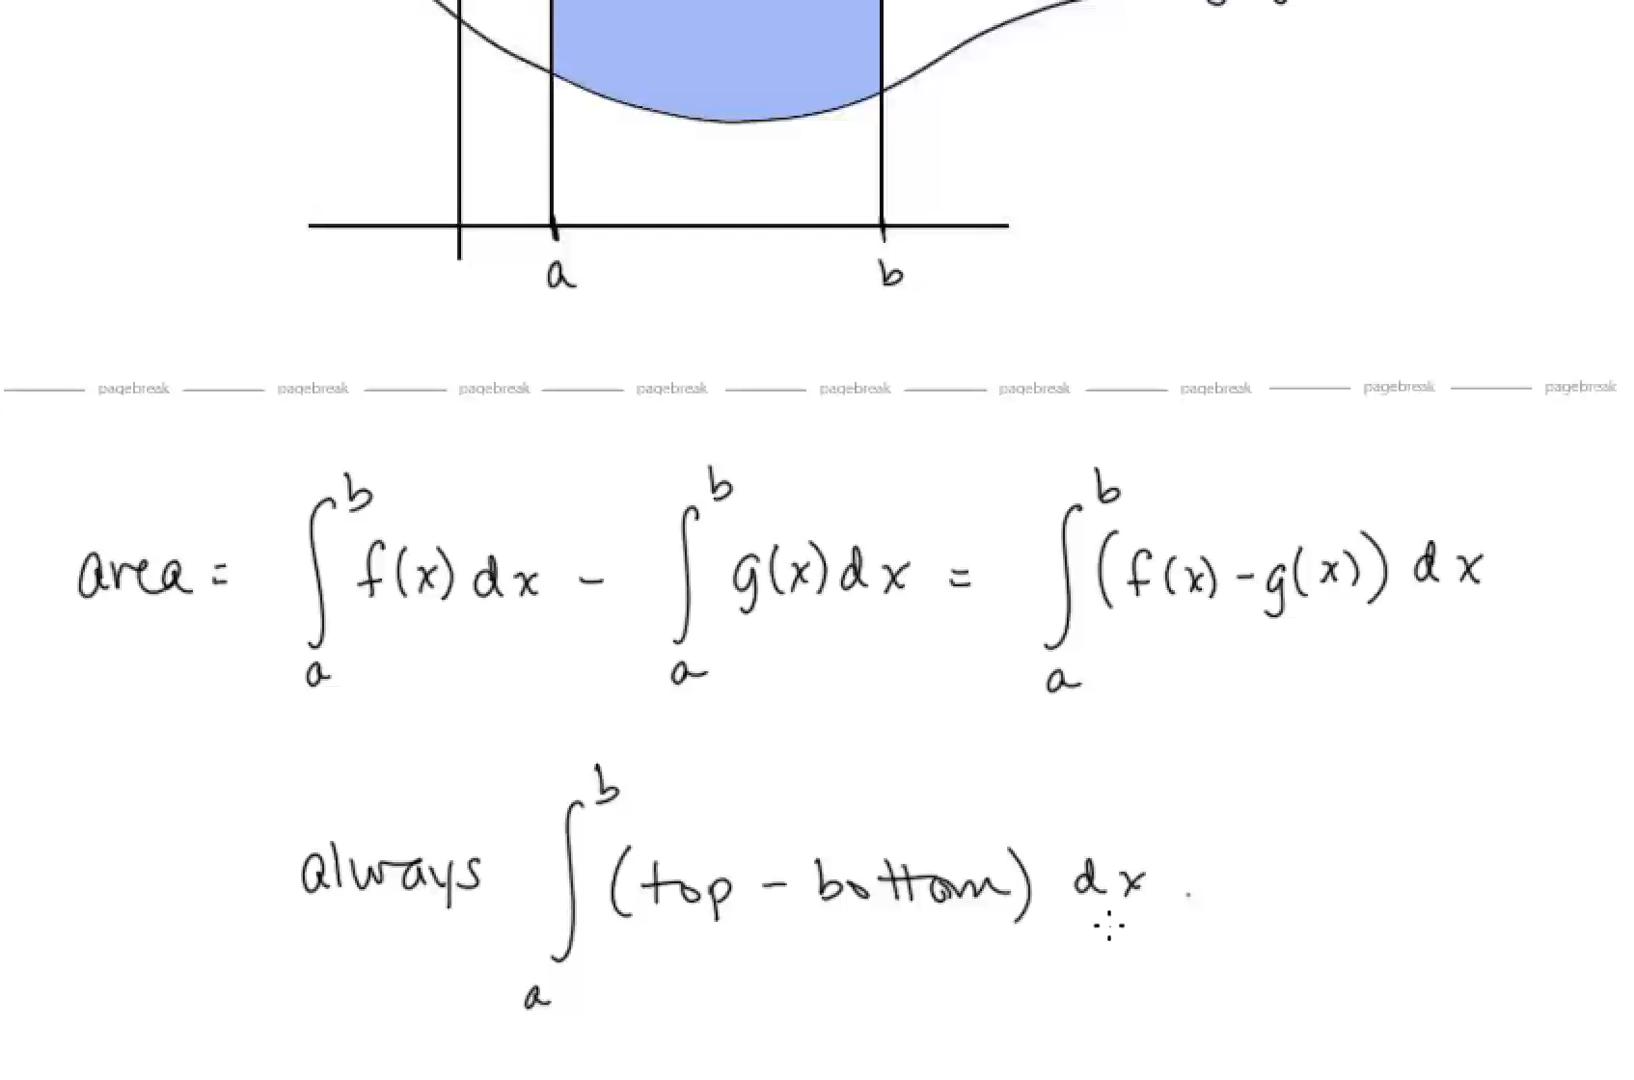 a b
pagebreak pagebreak pagebreak pagebreak pagebreak pagebreak pagebreak pagebreak pagebreak
area = ∫_a^b f(x) dx - ∫_a^b g(x) dx = ∫_a^b (f(x) - g(x)) dx
always ∫_a^b (top - bottom) dx .